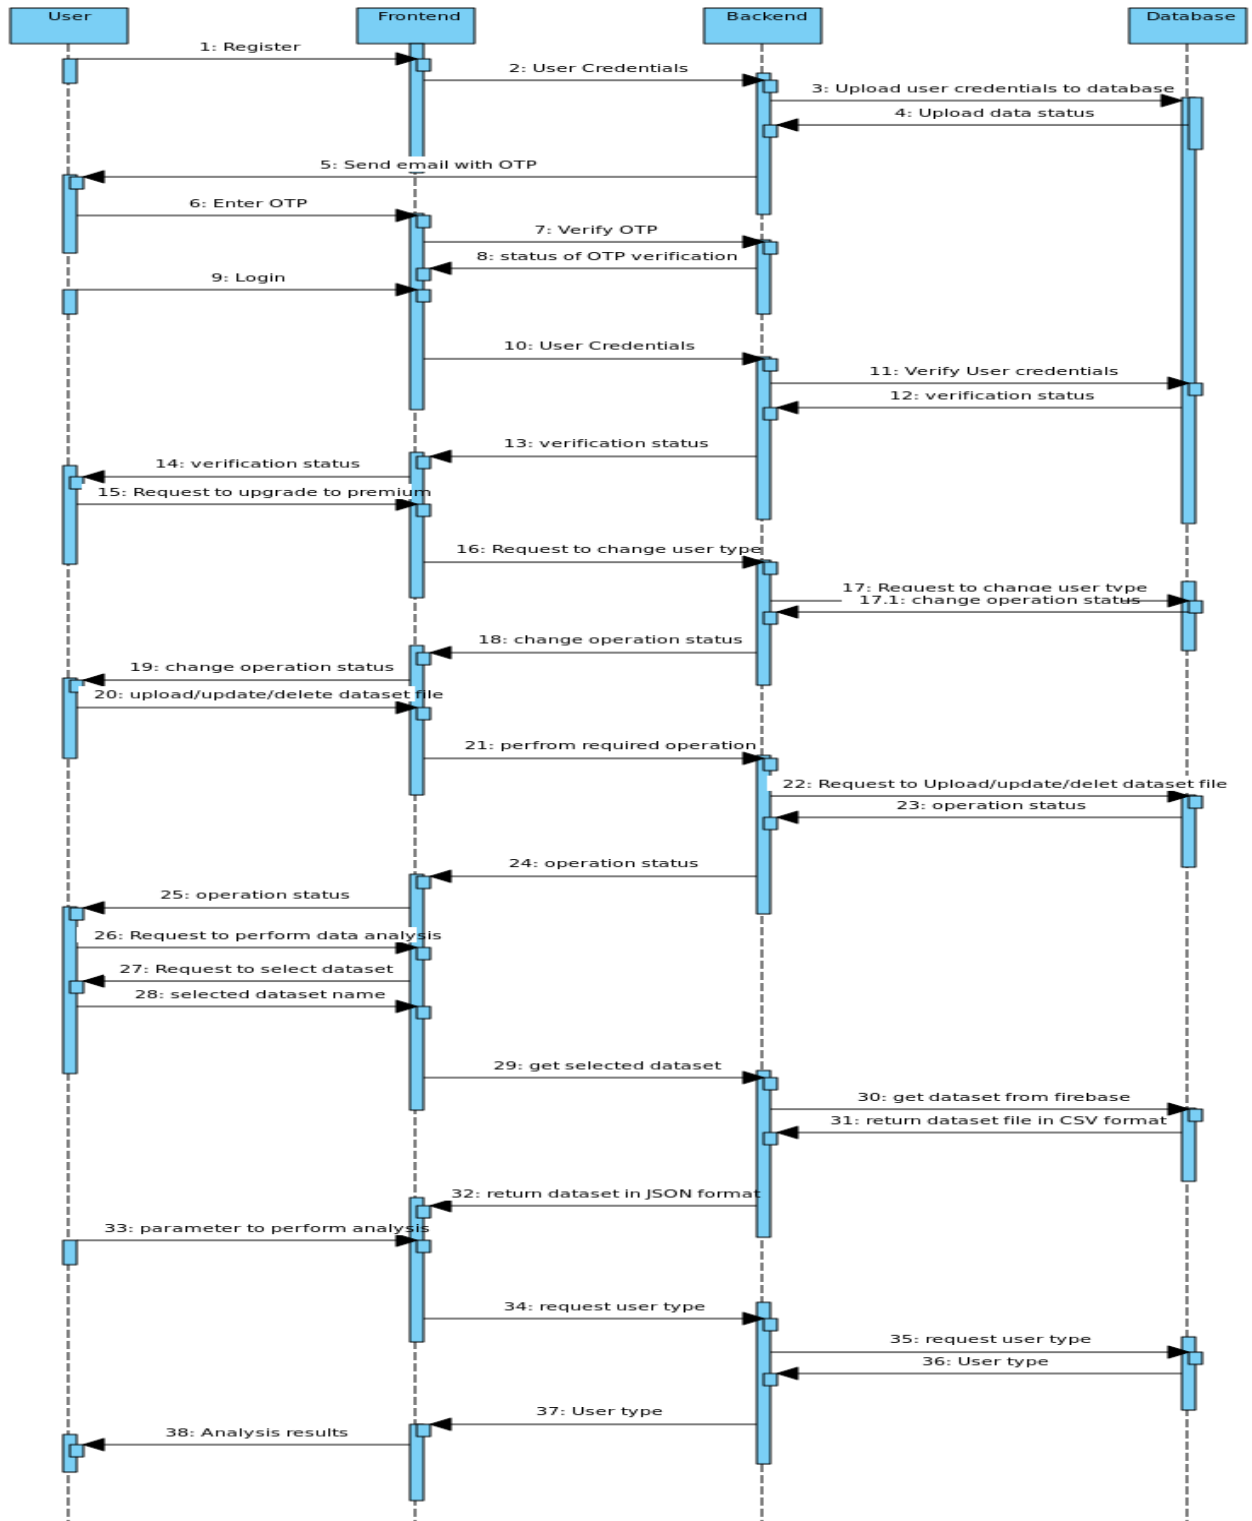 User
Frontend
Backend
Database
1: Register
2: User Credentials
3: Upload user credentials to database
4: Upload data status
5: Send email with OTP
6: Enter OTP
7: Verify OTP
8: status of OTP verification
9: Login
10: User Credentials
11: Verify User credentials
12: verification status
13: verification status
14: verification status
15: Request to upgrade to premium
16: Request to change user type
17: Request to change user type
17.1: change operation status
18: change operation status
19: change operation status
20: upload/update/delete dataset file
21: perfrom required operation
22: Request to Upload/update/delet dataset file
23: operation status
24: operation status
25: operation status
26: Request to perform data analysis
27: Request to select dataset
28: selected dataset name
29: get selected dataset
30: get dataset from firebase
31: return dataset file in CSV format
32: return dataset in JSON format
33: parameter to perform analysis
34: request user type
35: request user type
36: User type
37: User type
38: Analysis results